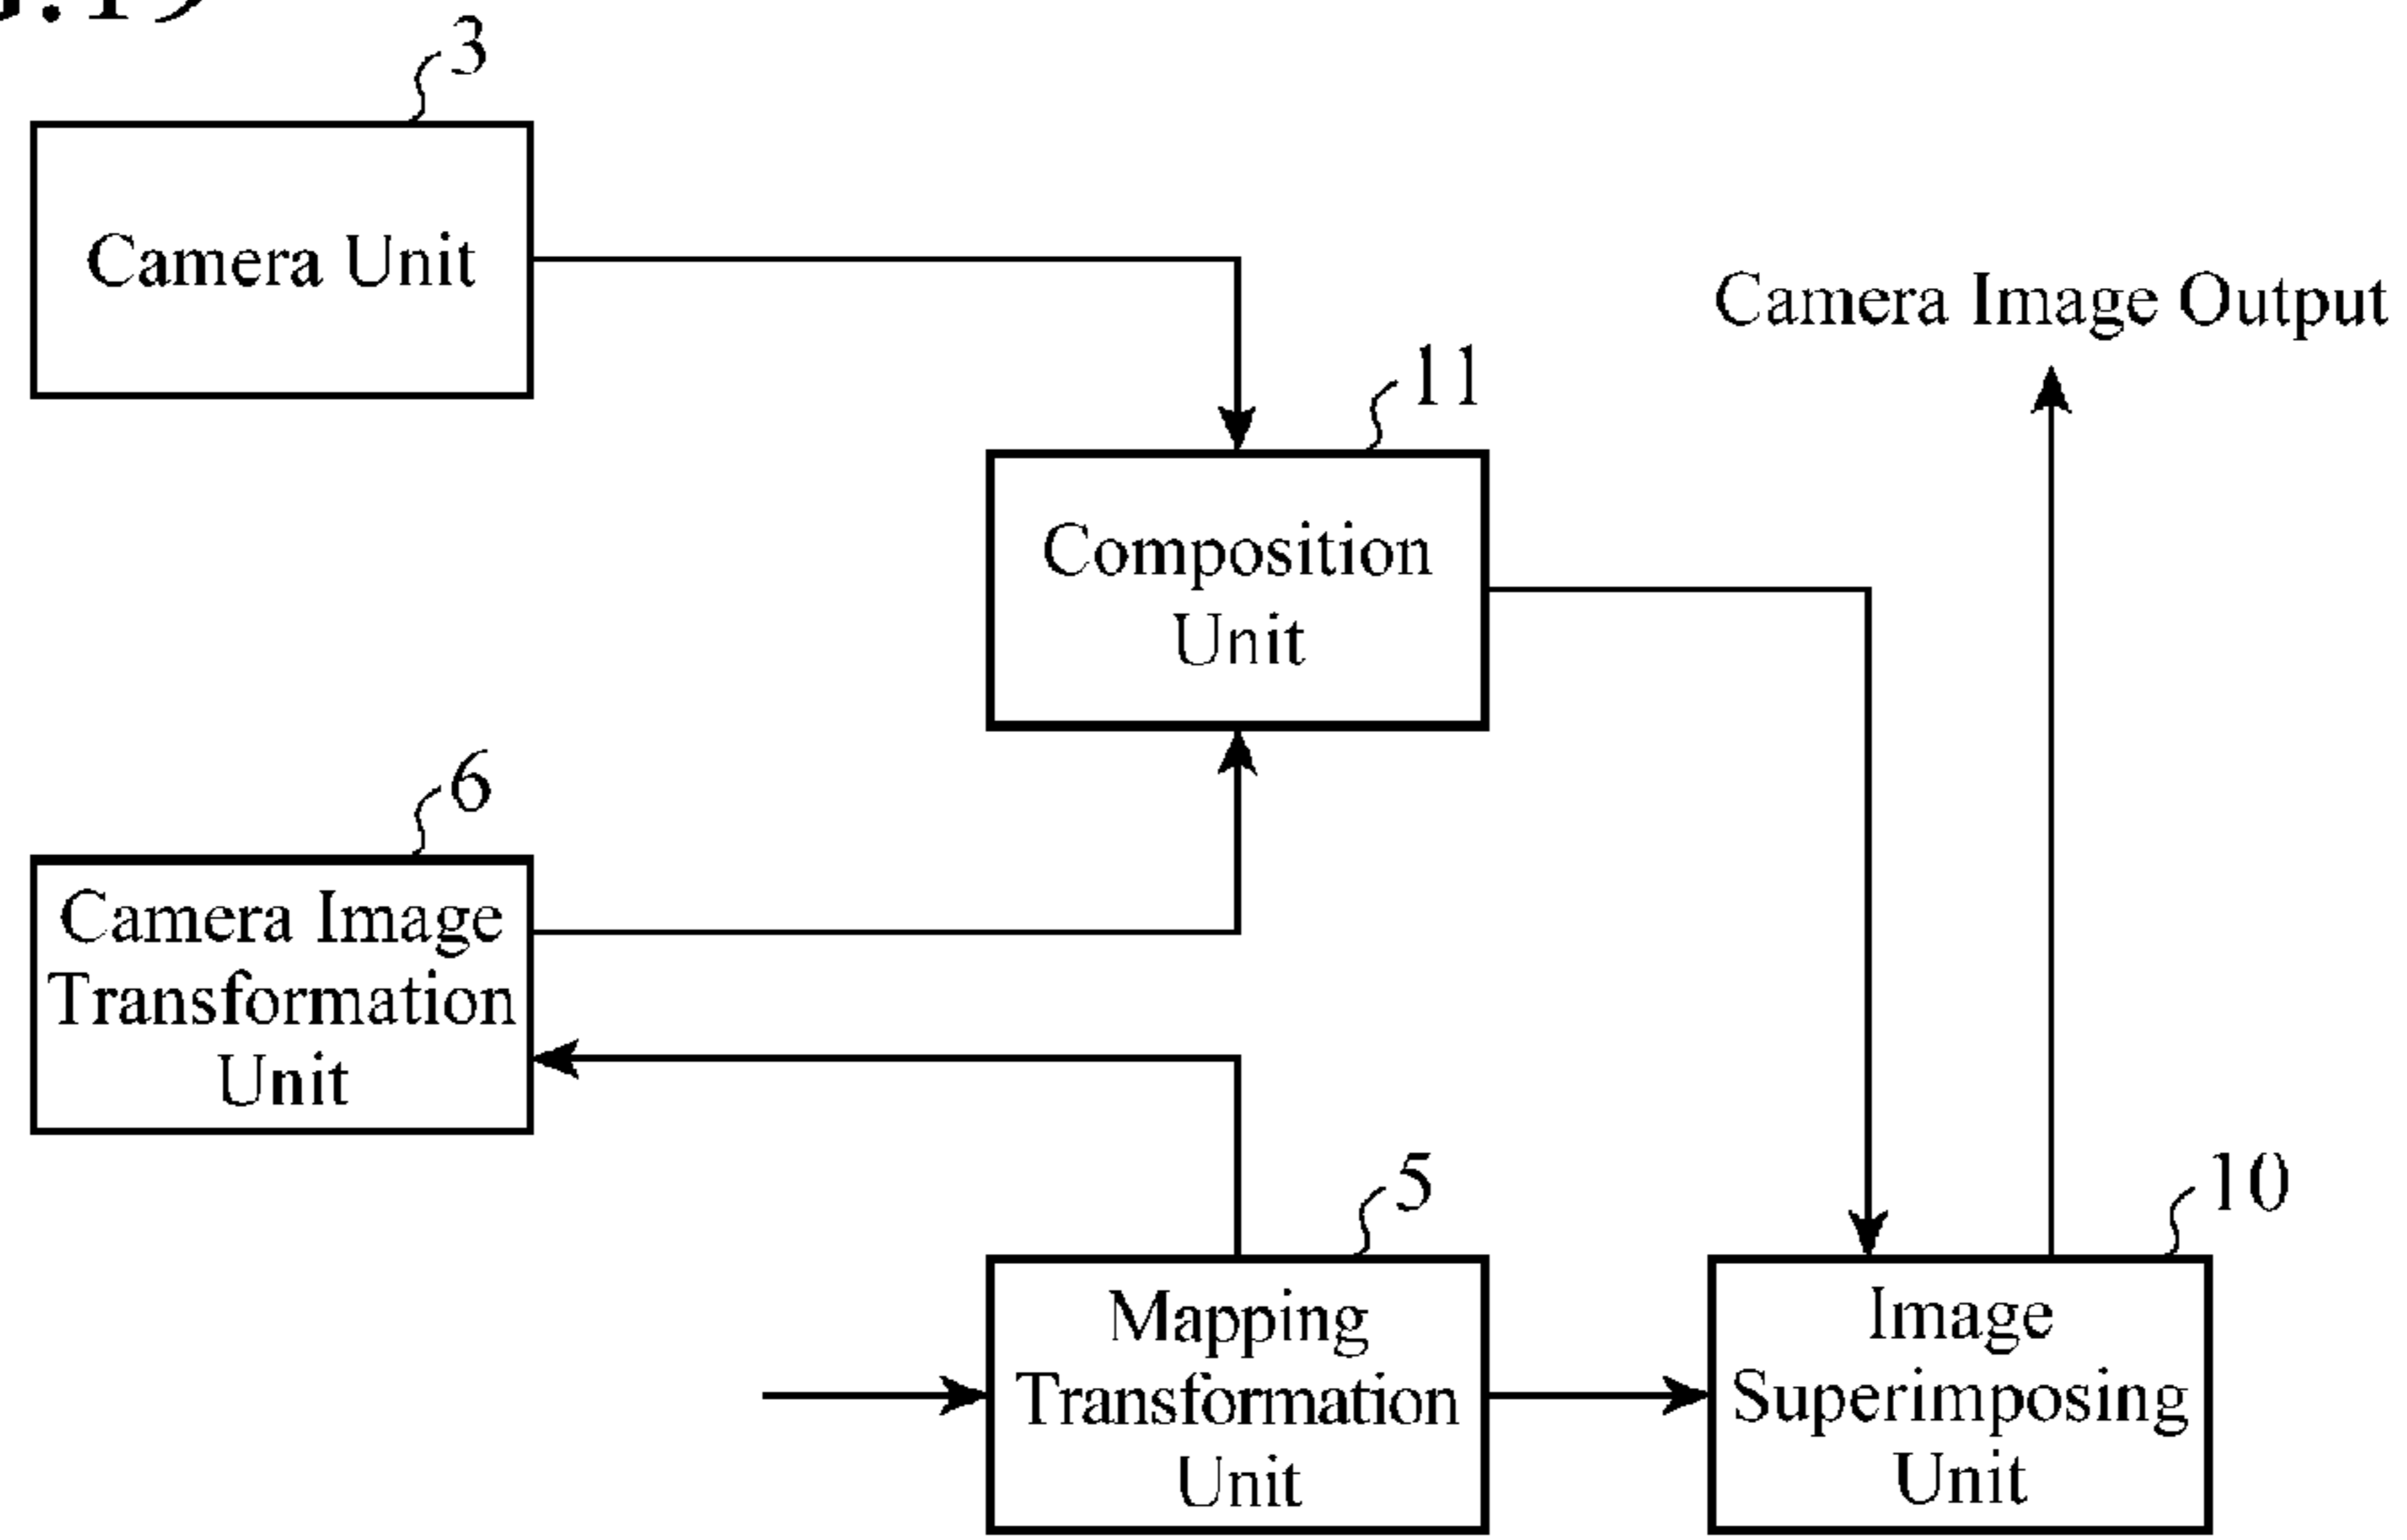 3
Camera Unit
Camera Image Output
11
Composition
Unit
6
Camera Image
Transformation
Unit
5
Mapping
Transformation
Unit
10
Image
Superimposing
Unit